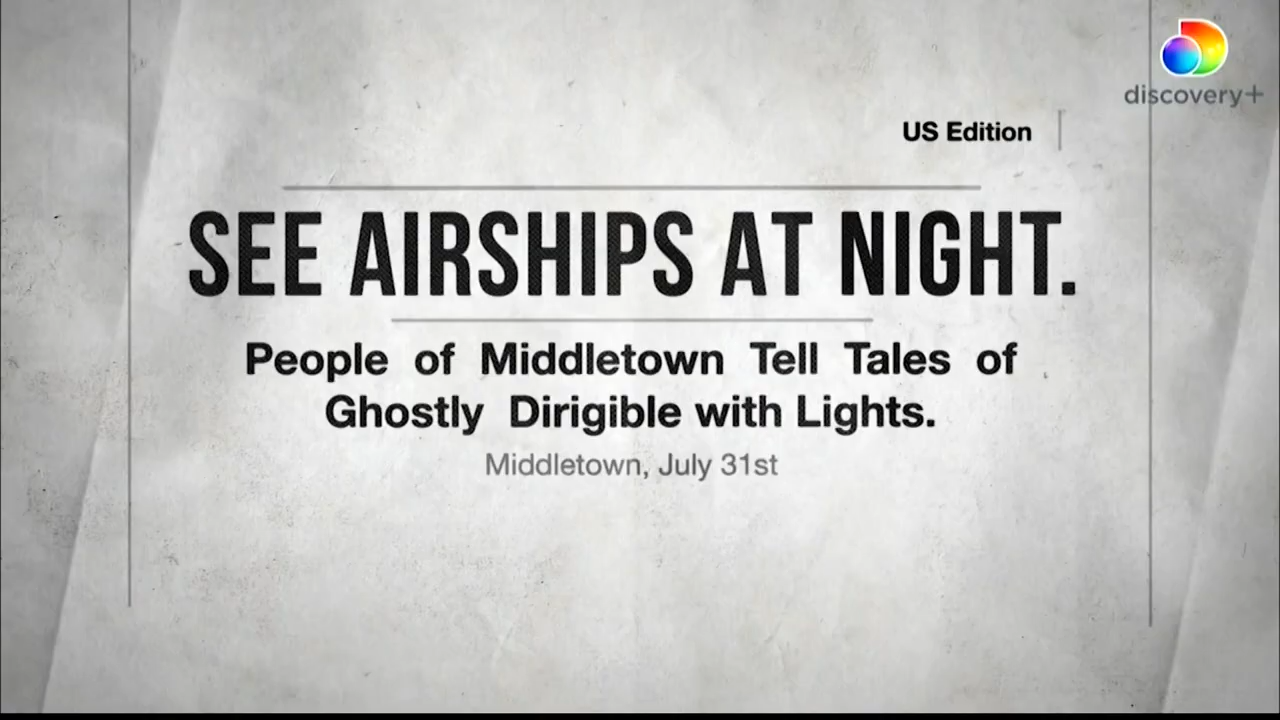 discovery+
US Edition
SEE AIRSHIPS AT NIGHT.
People of Middletown Tell Tales of
Ghostly Dirigible with Lights.
Middletown, July 31st